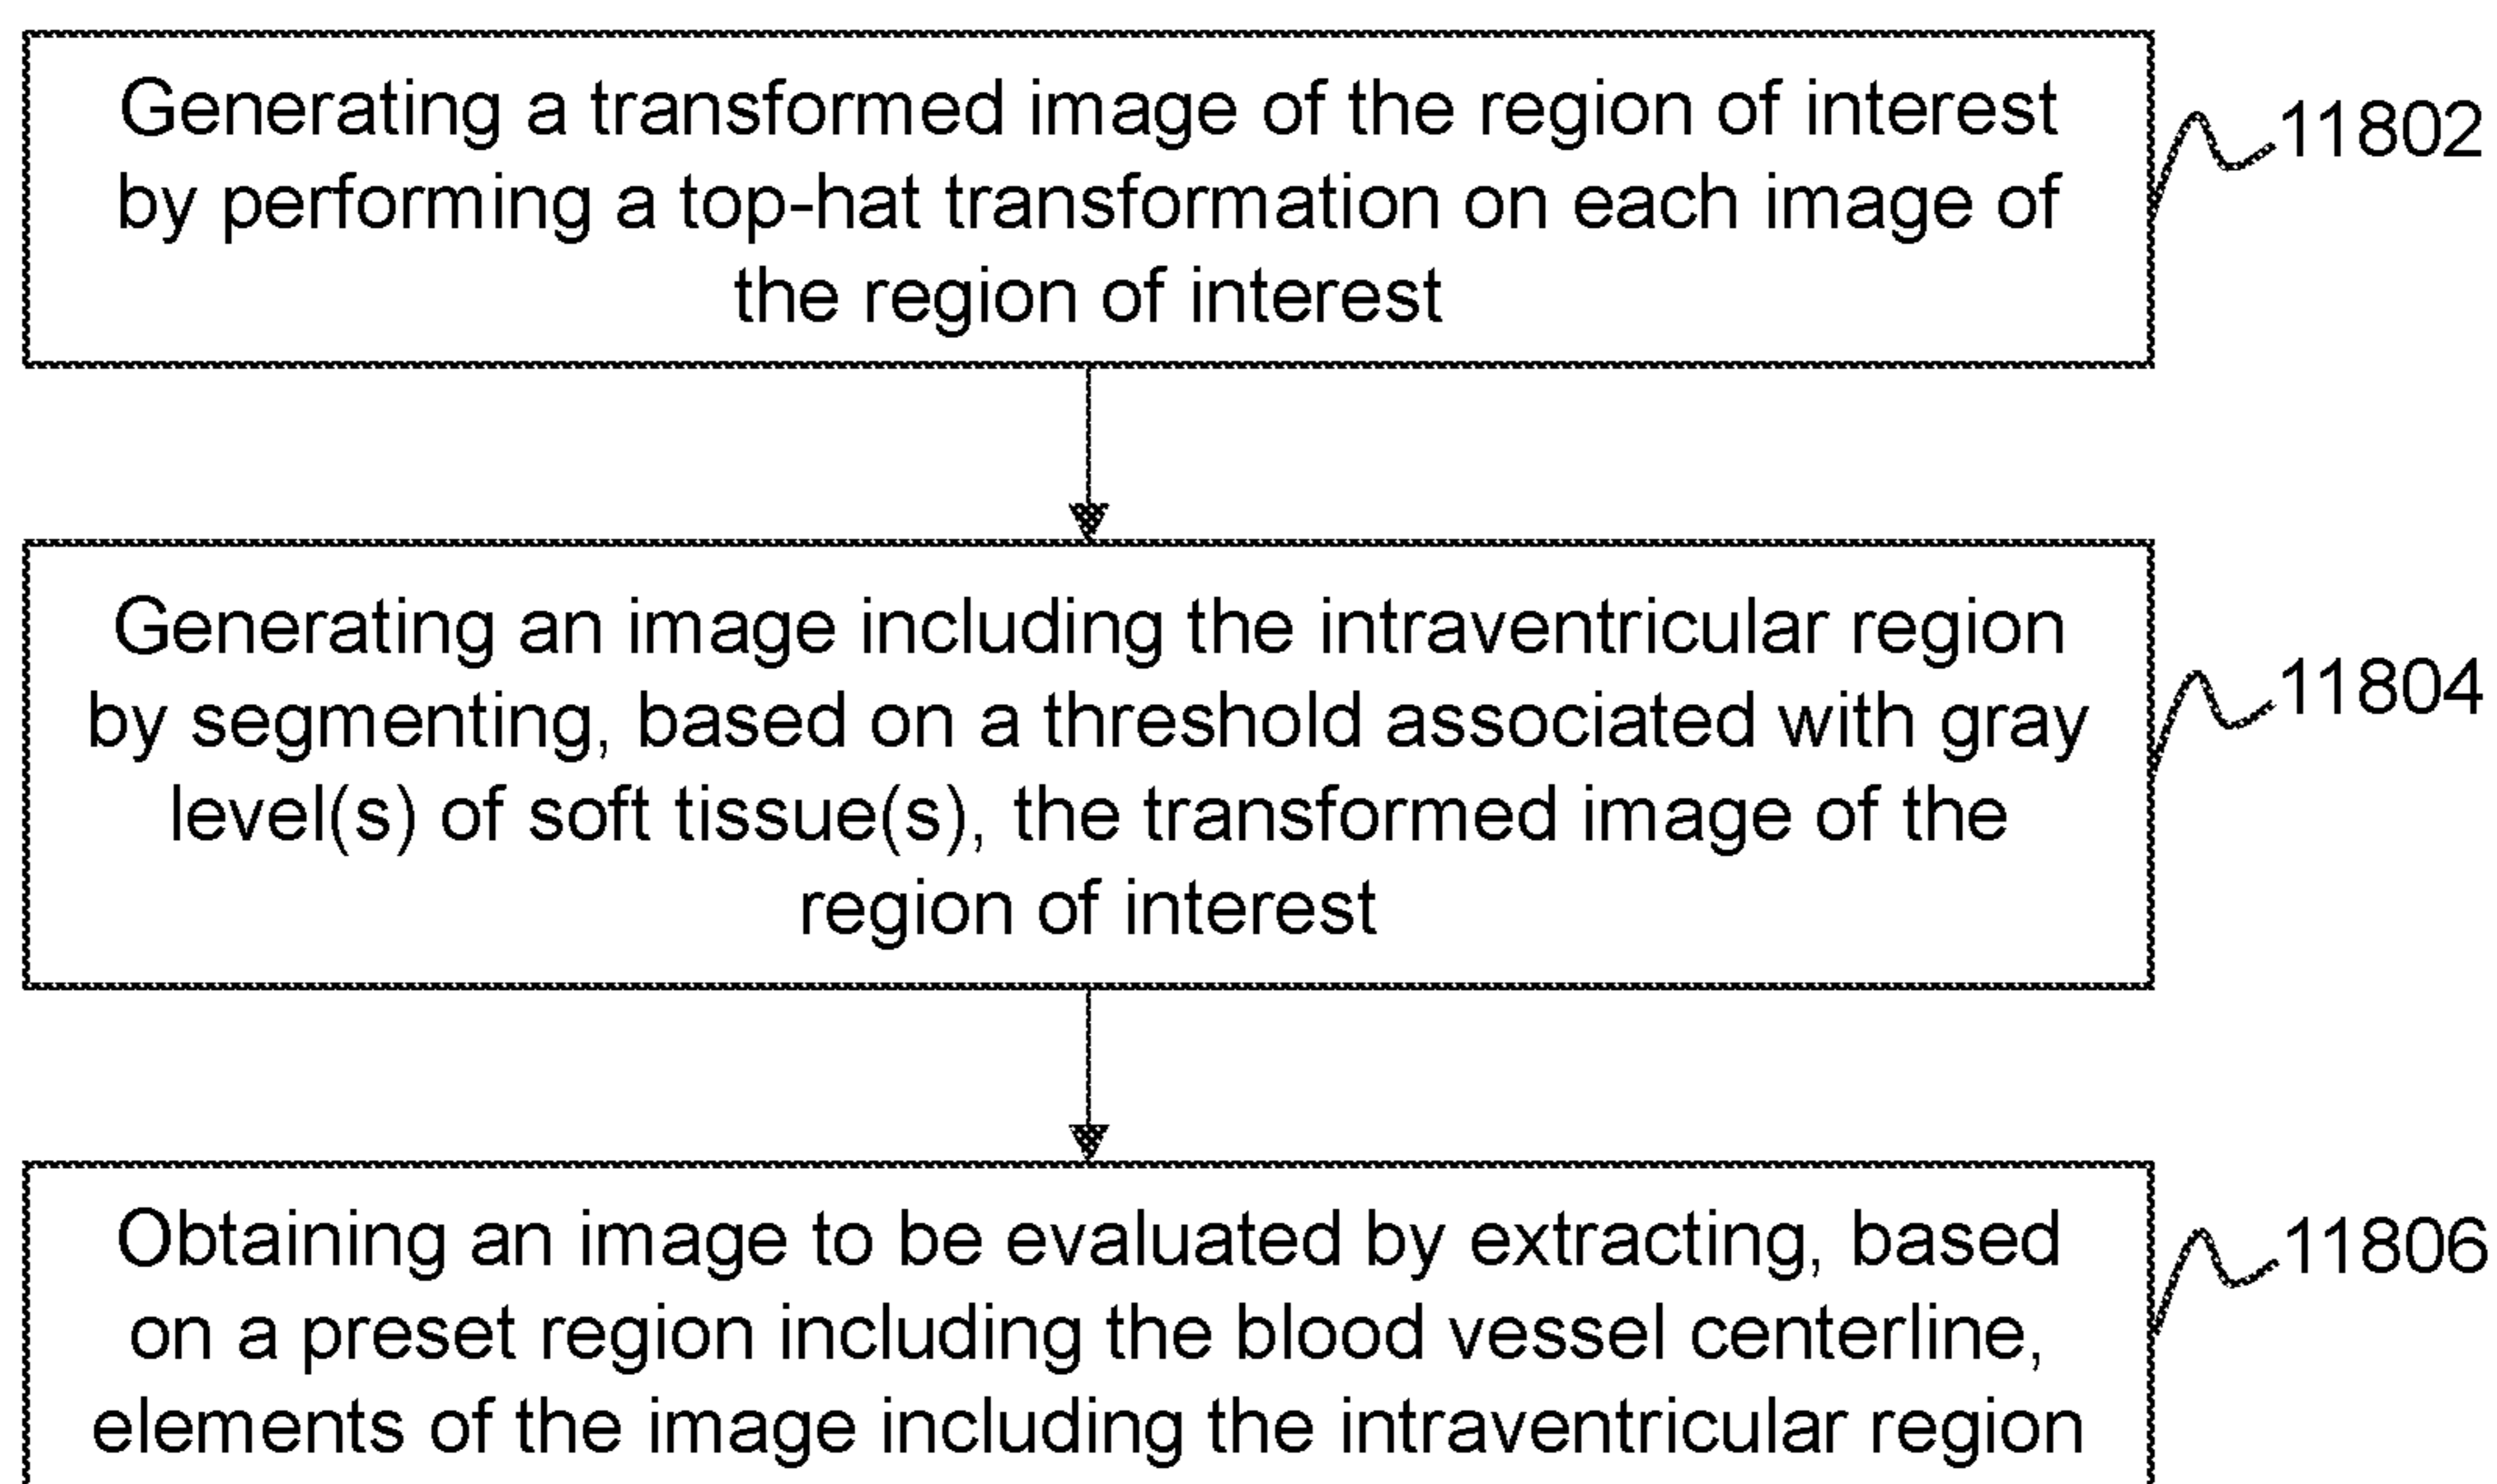 Generating a transformed image of the region of interest
by performing a top-hat transformation on each image of
the region of interest
11802
Generating an image including the intraventricular region
by segmenting, based on a threshold associated with gray
level(s) of soft tissue(s), the transformed image of the
region of interest
11804
Obtaining an image to be evaluated by extracting, based
on a preset region including the blood vessel centerline,
elements of the image including the intraventricular region
11806